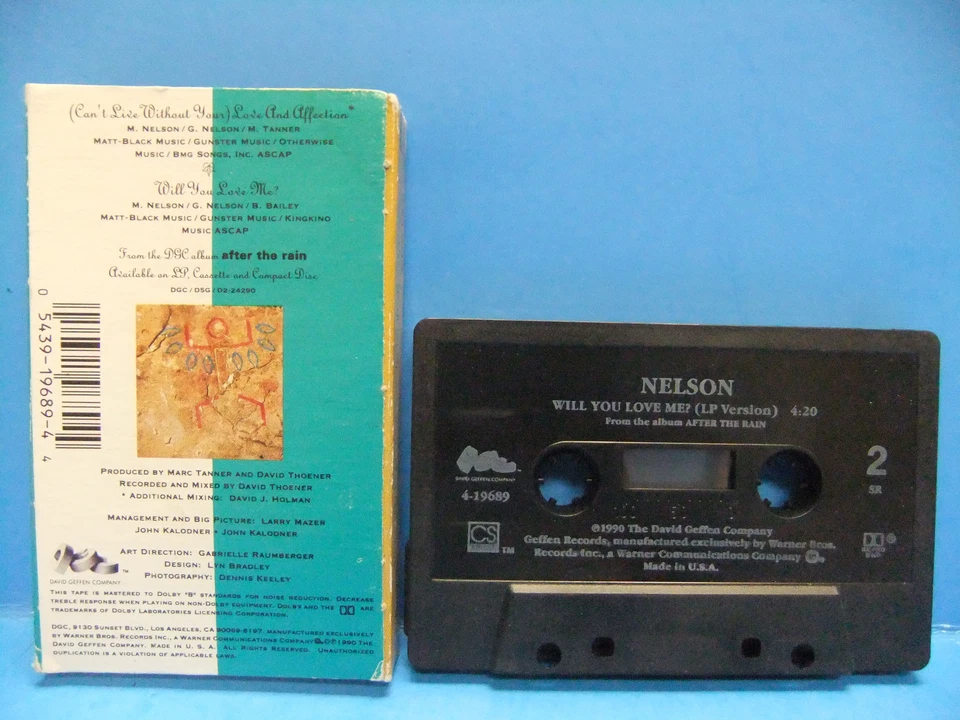 (Can't Live Without Your) Love And Affection*
M. NELSON / G. NELSON / M. TANNER
MATT-BLACK MUSIC / GUNSTER MUSIC / OTHERWISE
MUSIC / BMG SONGS, INC. ASCAP
Will You Love Me?
M. NELSON / G. NELSON / B. BAILEY
MATT-BLACK MUSIC / GUNSTER MUSIC / KINGKINO
MUSIC ASCAP
From the DGC album after the rain
Available on LP, Cassette and Compact Disc
DGC / DSG / D2-24290
0 5439-19689-4 4
PRODUCED BY MARC TANNER AND DAVID THOENER
RECORDED AND MIXED BY DAVID THOENER
* ADDITIONAL MIXING: DAVID J. HOLMAN
MANAGEMENT AND BIG PICTURE: LARRY MAZER
JOHN KALODNER • JOHN KALODNER
ART DIRECTION: GABRIELLE RAUMBERGER
DESIGN: LYN BRADLEY
PHOTOGRAPHY: DENNIS KEELEY
DAVID GEFFEN COMPANY
THIS TAPE IS MASTERED TO DOLBY "B" STANDARDS FOR NOISE REDUCTION. DECREASE
TREBLE RESPONSE WHEN PLAYING ON NON-DOLBY EQUIPMENT. DOLBY AND THE ARE
TRADEMARKS OF DOLBY LABORATORIES LICENSING CORPORATION.
DGC, 9130 SUNSET BLVD., LOS ANGELES, CA 90069-6197. MANUFACTURED EXCLUSIVELY
BY WARNER BROS. RECORDS INC., A WARNER COMMUNICATIONS COMPANY ©℗ 1990 THE
DAVID GEFFEN COMPANY. MADE IN U. S. A. ALL RIGHTS RESERVED. UNAUTHORIZED
DUPLICATION IS A VIOLATION OF APPLICABLE LAWS.
NELSON
WILL YOU LOVE ME? (LP Version) 4:20
From the album AFTER THE RAIN
DAVID GEFFEN COMPANY
4-19689
2
SR
CS TM
℗1990 The David Geffen Company
Geffen Records, manufactured exclusively by Warner Bros.
Records Inc., a Warner Communications Company
Made in U.S.A.